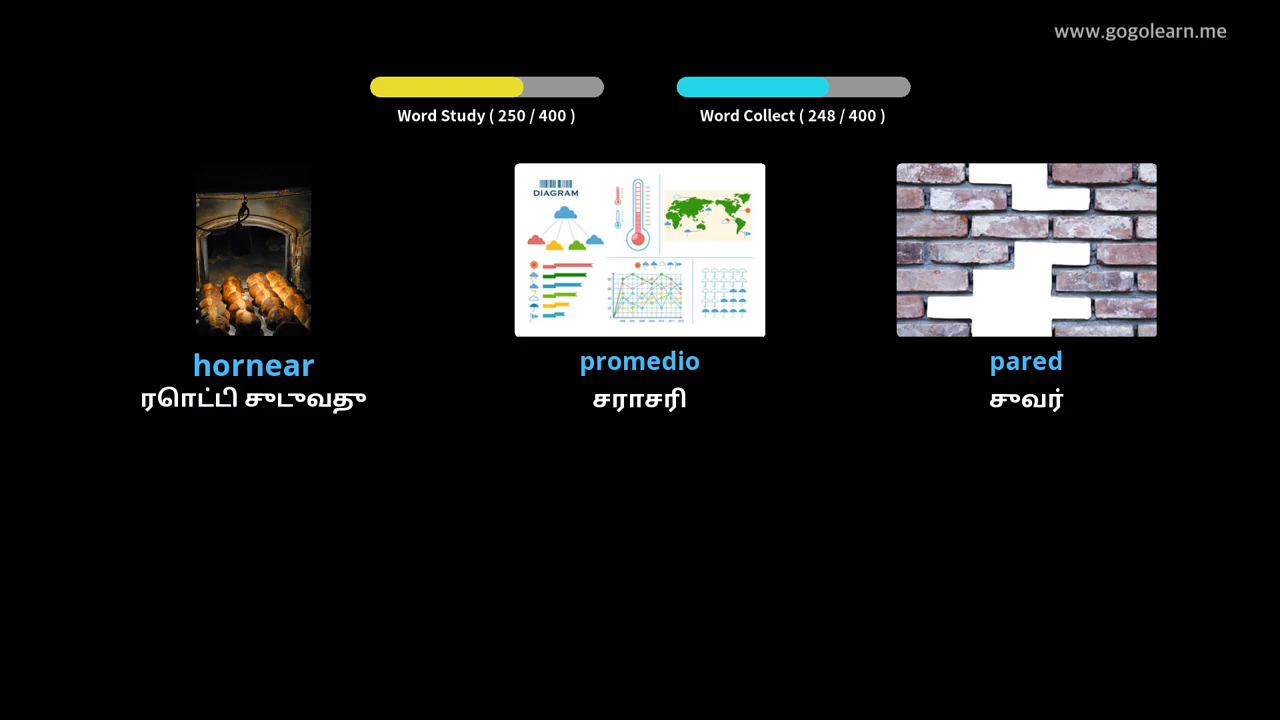 www.gogolearn.me
Word Study ( 250 / 400 )
Word Collect ( 248 / 400 )
DIAGRAM
hornear
ரொட்டி சுடுவது
promedio
சராசரி
pared
சுவர்